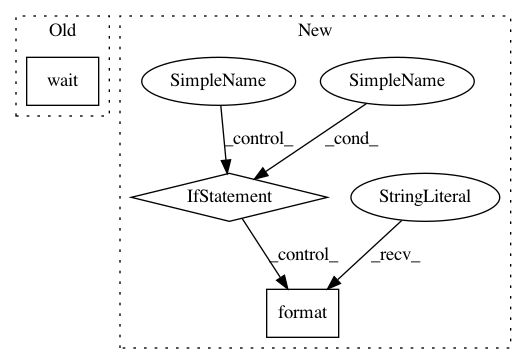 Old
New
wait
SimpleName
SimpleName
_control_
_cond_
IfStatement
StringLiteral
_control_
_recv_
format